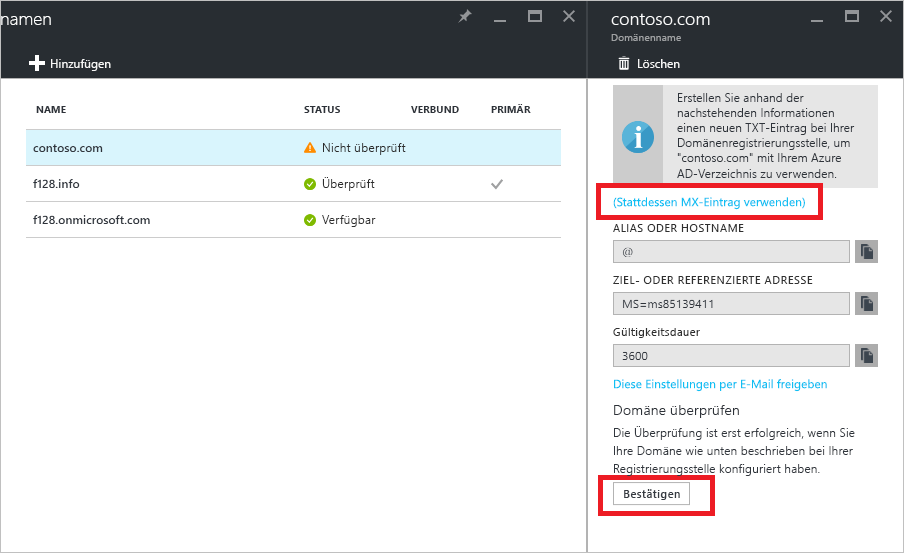 namen
Hinzufügen
NAME STATUS VERBUND PRIMÄR
contoso.com Nicht überprüft
f128.info Überprüft
f128.onmicrosoft.com Verfügbar
contoso.com
Domänenname
Löschen
Erstellen Sie anhand der
nachstehenden Informationen
einen neuen TXT-Eintrag bei Ihrer
Domänenregistrierungsstelle, um
"contoso.com" mit Ihrem Azure
AD-Verzeichnis zu verwenden.
(Stattdessen MX-Eintrag verwenden)
ALIAS ODER HOSTNAME
@
ZIEL- ODER REFERENZIERTE ADRESSE
MS=ms85139411
Gültigkeitsdauer
3600
Diese Einstellungen per E-Mail freigeben
Domäne überprüfen
Die Überprüfung ist erst erfolgreich, wenn Sie
Ihre Domäne wie unten beschrieben bei Ihrer
Registrierungsstelle konfiguriert haben.
Bestätigen